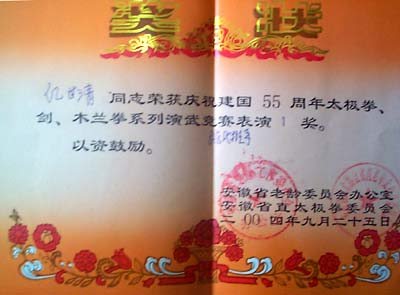 奖状
同志荣获庆祝建国55周年太极拳、
剑、木兰拳系列演武竞赛表演1奖。
以资鼓励。
安徽省老龄委员会办公室
安徽省直太极拳委员会
二00四年九月二十五日